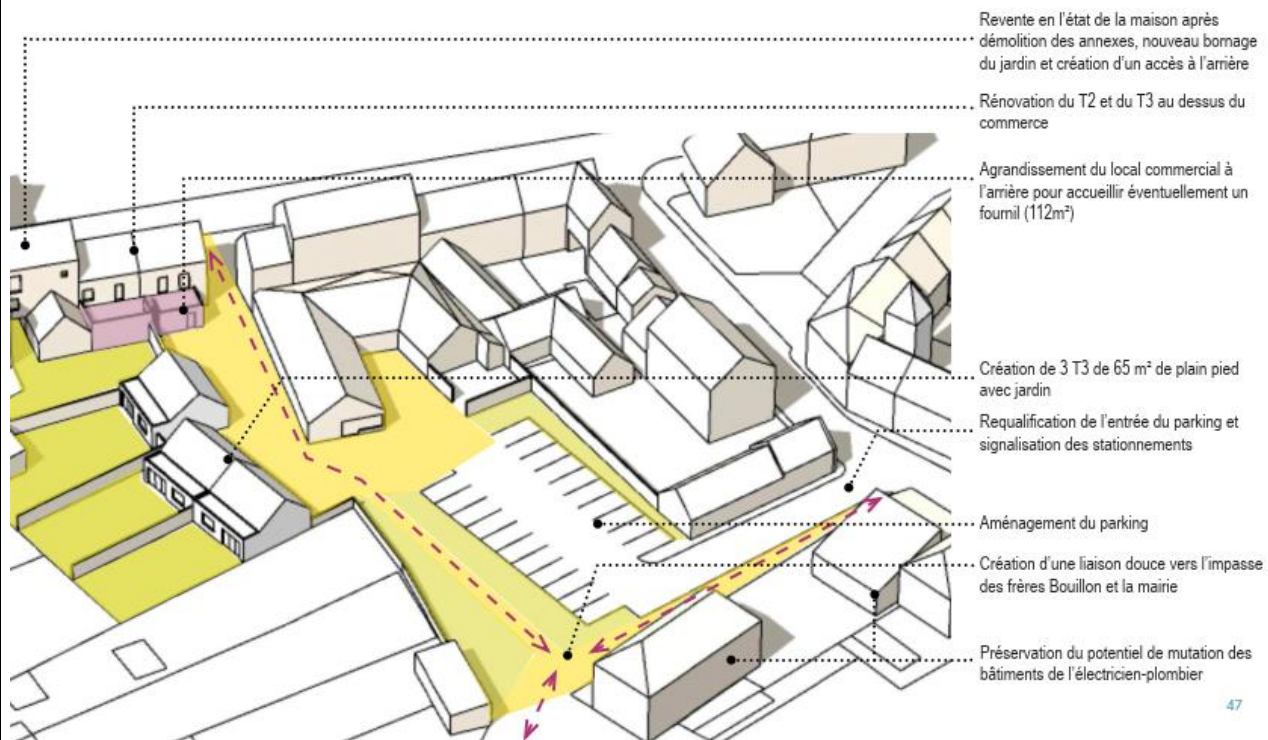 Revente en l'état de la maison après
démolition des annexes, nouveau bornage
du jardin et création d'un accès à l'arrière
Rénovation du T2 et du T3 au dessus du
commerce
Agrandissement du local commercial à
l'arrière pour accueillir éventuellement un
fournil (112m²)
Création de 3 T3 de 65 m² de plain pied
avec jardin
Requalification de l'entrée du parking et
signalisation des stationnements
Aménagement du parking
Création d'une liaison douce vers l'impasse
des frères Bouillon et la mairie
Préservation du potentiel de mutation des
bâtiments de l'électricien-plombier
47